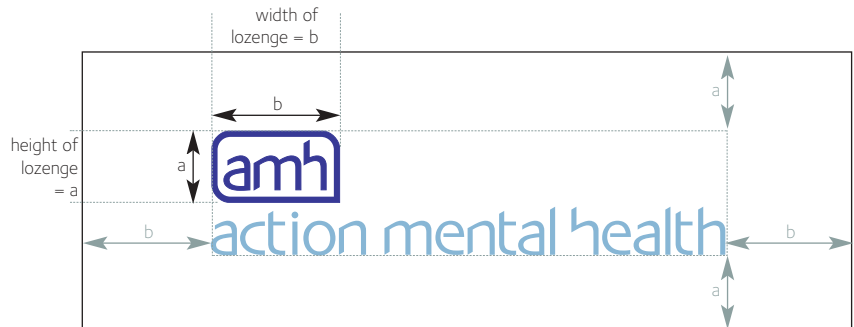 width of
lozenge = b
a
b
height of
lozenge
= a
a
amh
action mental health
b
b
a